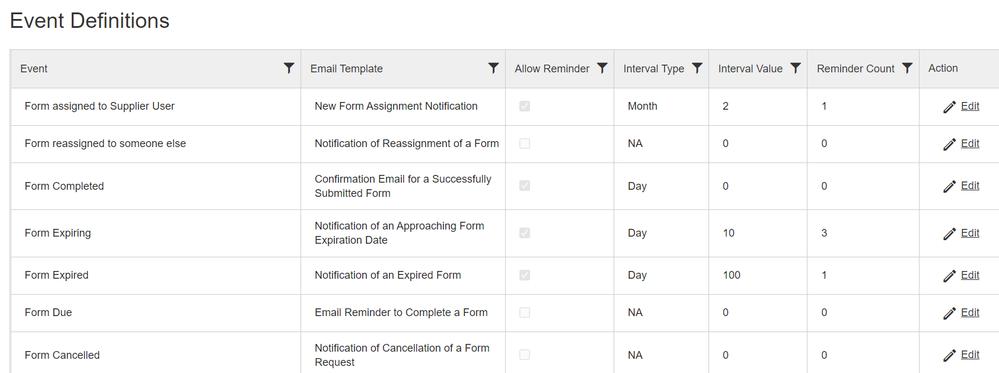 Event Definitions
Event Email Template Allow Reminder Interval Type Interval Value Reminder Count Action
Form assigned to Supplier User New Form Assignment Notification Month 2 1 Edit
Form reassigned to someone else Notification of Reassignment of a Form NA 0 0 Edit
Form Completed Confirmation Email for a Successfully Day 0 0 Edit
Submitted Form
Form Expiring Notification of an Approaching Form Day 10 3 Edit
Expiration Date
Form Expired Notification of an Expired Form Day 100 1 Edit
Form Due Email Reminder to Complete a Form NA 0 0 Edit
Form Cancelled Notification of Cancellation of a Form NA 0 0 Edit
Request